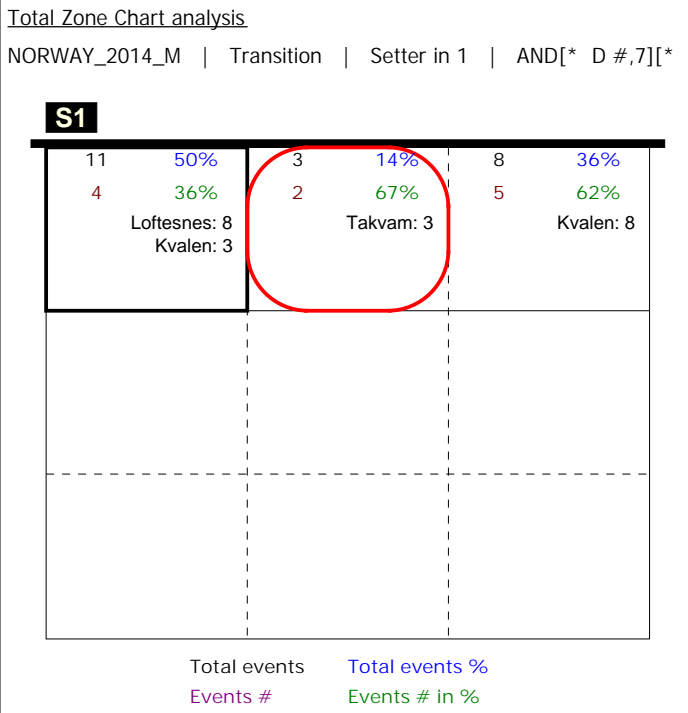 Total Zone Chart analysis
NORWAY_2014_M | Transition | Setter in 1 | AND[* D #,7][*
S1
11 50% 3 14% 8 36%
4 36% 2 67% 5 62%
Loftesnes: 8 Takvam: 3 Kvalen: 8
Kvalen: 3
Total events Total events %
Events # Events # in %